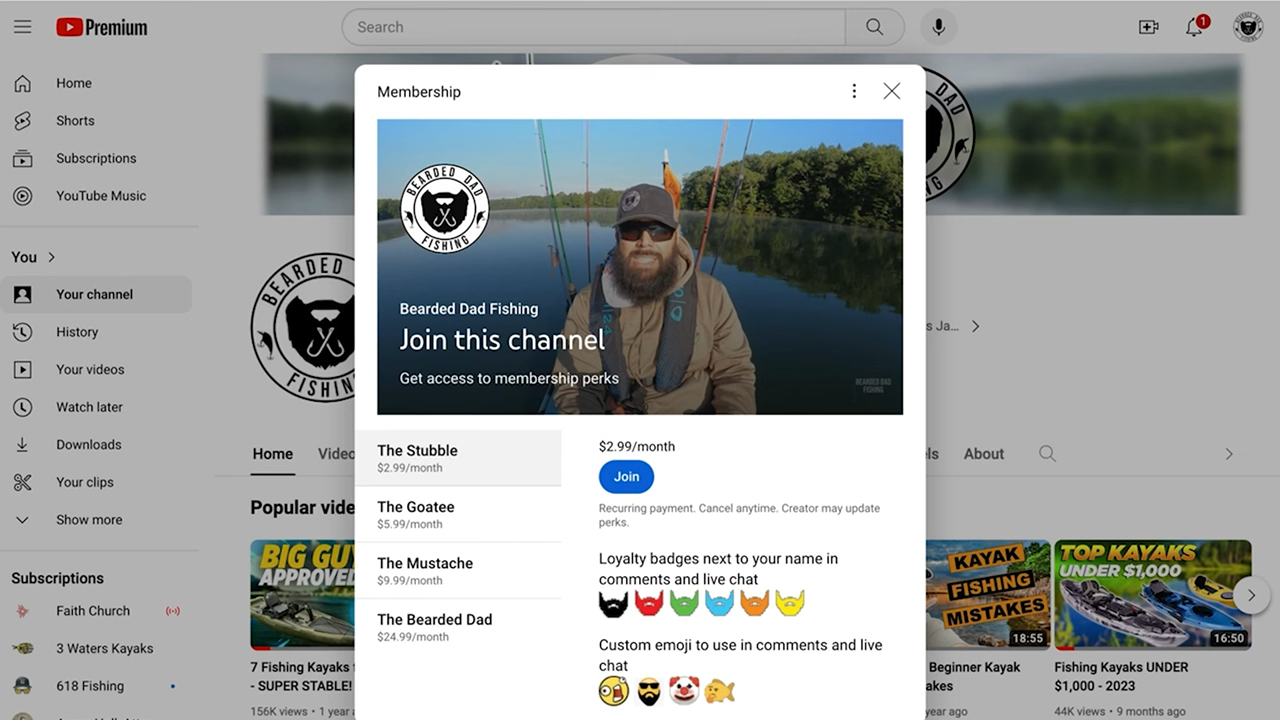 Premium
Search
1
Home
Shorts
Subscriptions
YouTube Music
You
Your channel
History
Your videos
Watch later
Downloads
Your clips
Show more
Subscriptions
Faith Church
3 Waters Kayaks
618 Fishing
Membership
BEARDED DAD
FISHING
Bearded Dad Fishing
Join this channel
Get access to membership perks
BEARDED DAD
FISHING
The Stubble
$2.99/month
The Goatee
$5.99/month
The Mustache
$9.99/month
The Bearded Dad
$24.99/month
$2.99/month
Join
Recurring payment. Cancel anytime. Creator may update
perks.
Loyalty badges next to your name in
comments and live chat
Custom emoji to use in comments and live
chat
BEARDED
FISHIN
DAD
NG
s Ja...
Home
Video
els
About
Popular vide
BIG GU
APPROVED
7 Fishing Kayaks f
- SUPER STABLE!
156K views • 1 year a
KAYAK
FISHING
MISTAKES
18:55
Beginner Kayak
akes
year ago
TOP KAYAKS
UNDER $1,000
16:50
Fishing Kayaks UNDER
$1,000 - 2023
44K views • 9 months ago